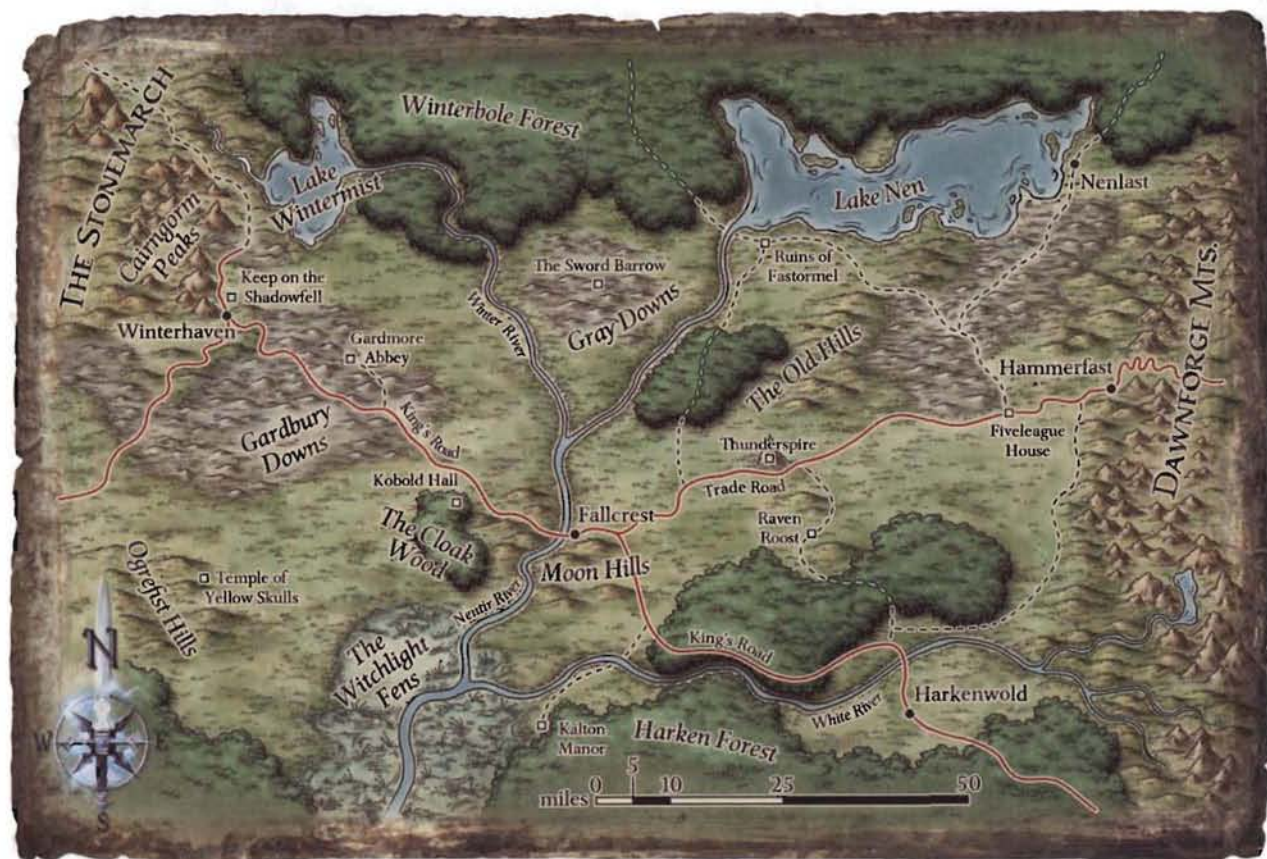 Winterbole Forest
THE STONEMARCH
Lake
Wintermist
Lake Nen
Nenlast
Cairngorm
Peaks
Keep on the
Shadowfell
Winterhaven
The Sword Barrow
Gray Downs
Ruins of
Fastormel
DAWNFORGE MTS.
Winter River
Gardmore
Abbey
The Old Hills
Hammerfast
Gardbury
Downs
King's Road
Fiveleague
House
Thunderspire
Trade Road
Kobold Hall
The Cloak
Wood
Fallcrest
Raven
Roost
Moon Hills
Ogrefist Hills
Temple of
Yellow Skulls
Nentir River
The
Witchlight
Fens
King's Road
White River
Harkenwold
Kalton
Manor
Harken Forest
N
W
E
S
miles
0 5 10 25 50